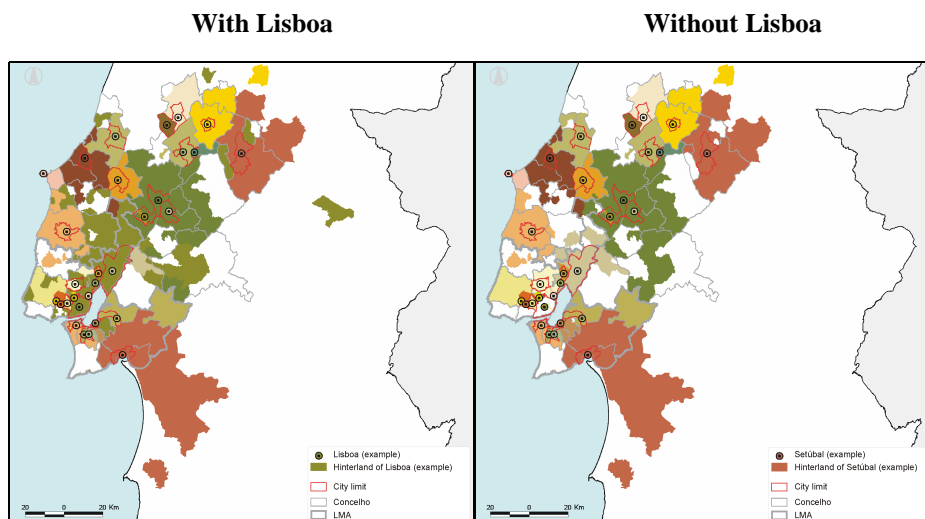 With Lisboa
Without Lisboa
Lisboa (example)
Hinterland of Lisboa (example)
City limit
Concelho
LMA
20 0 20 Km
Setúbal (example)
Hinterland of Setúbal (example)
City limit
Concelho
LMA
20 0 20 Km